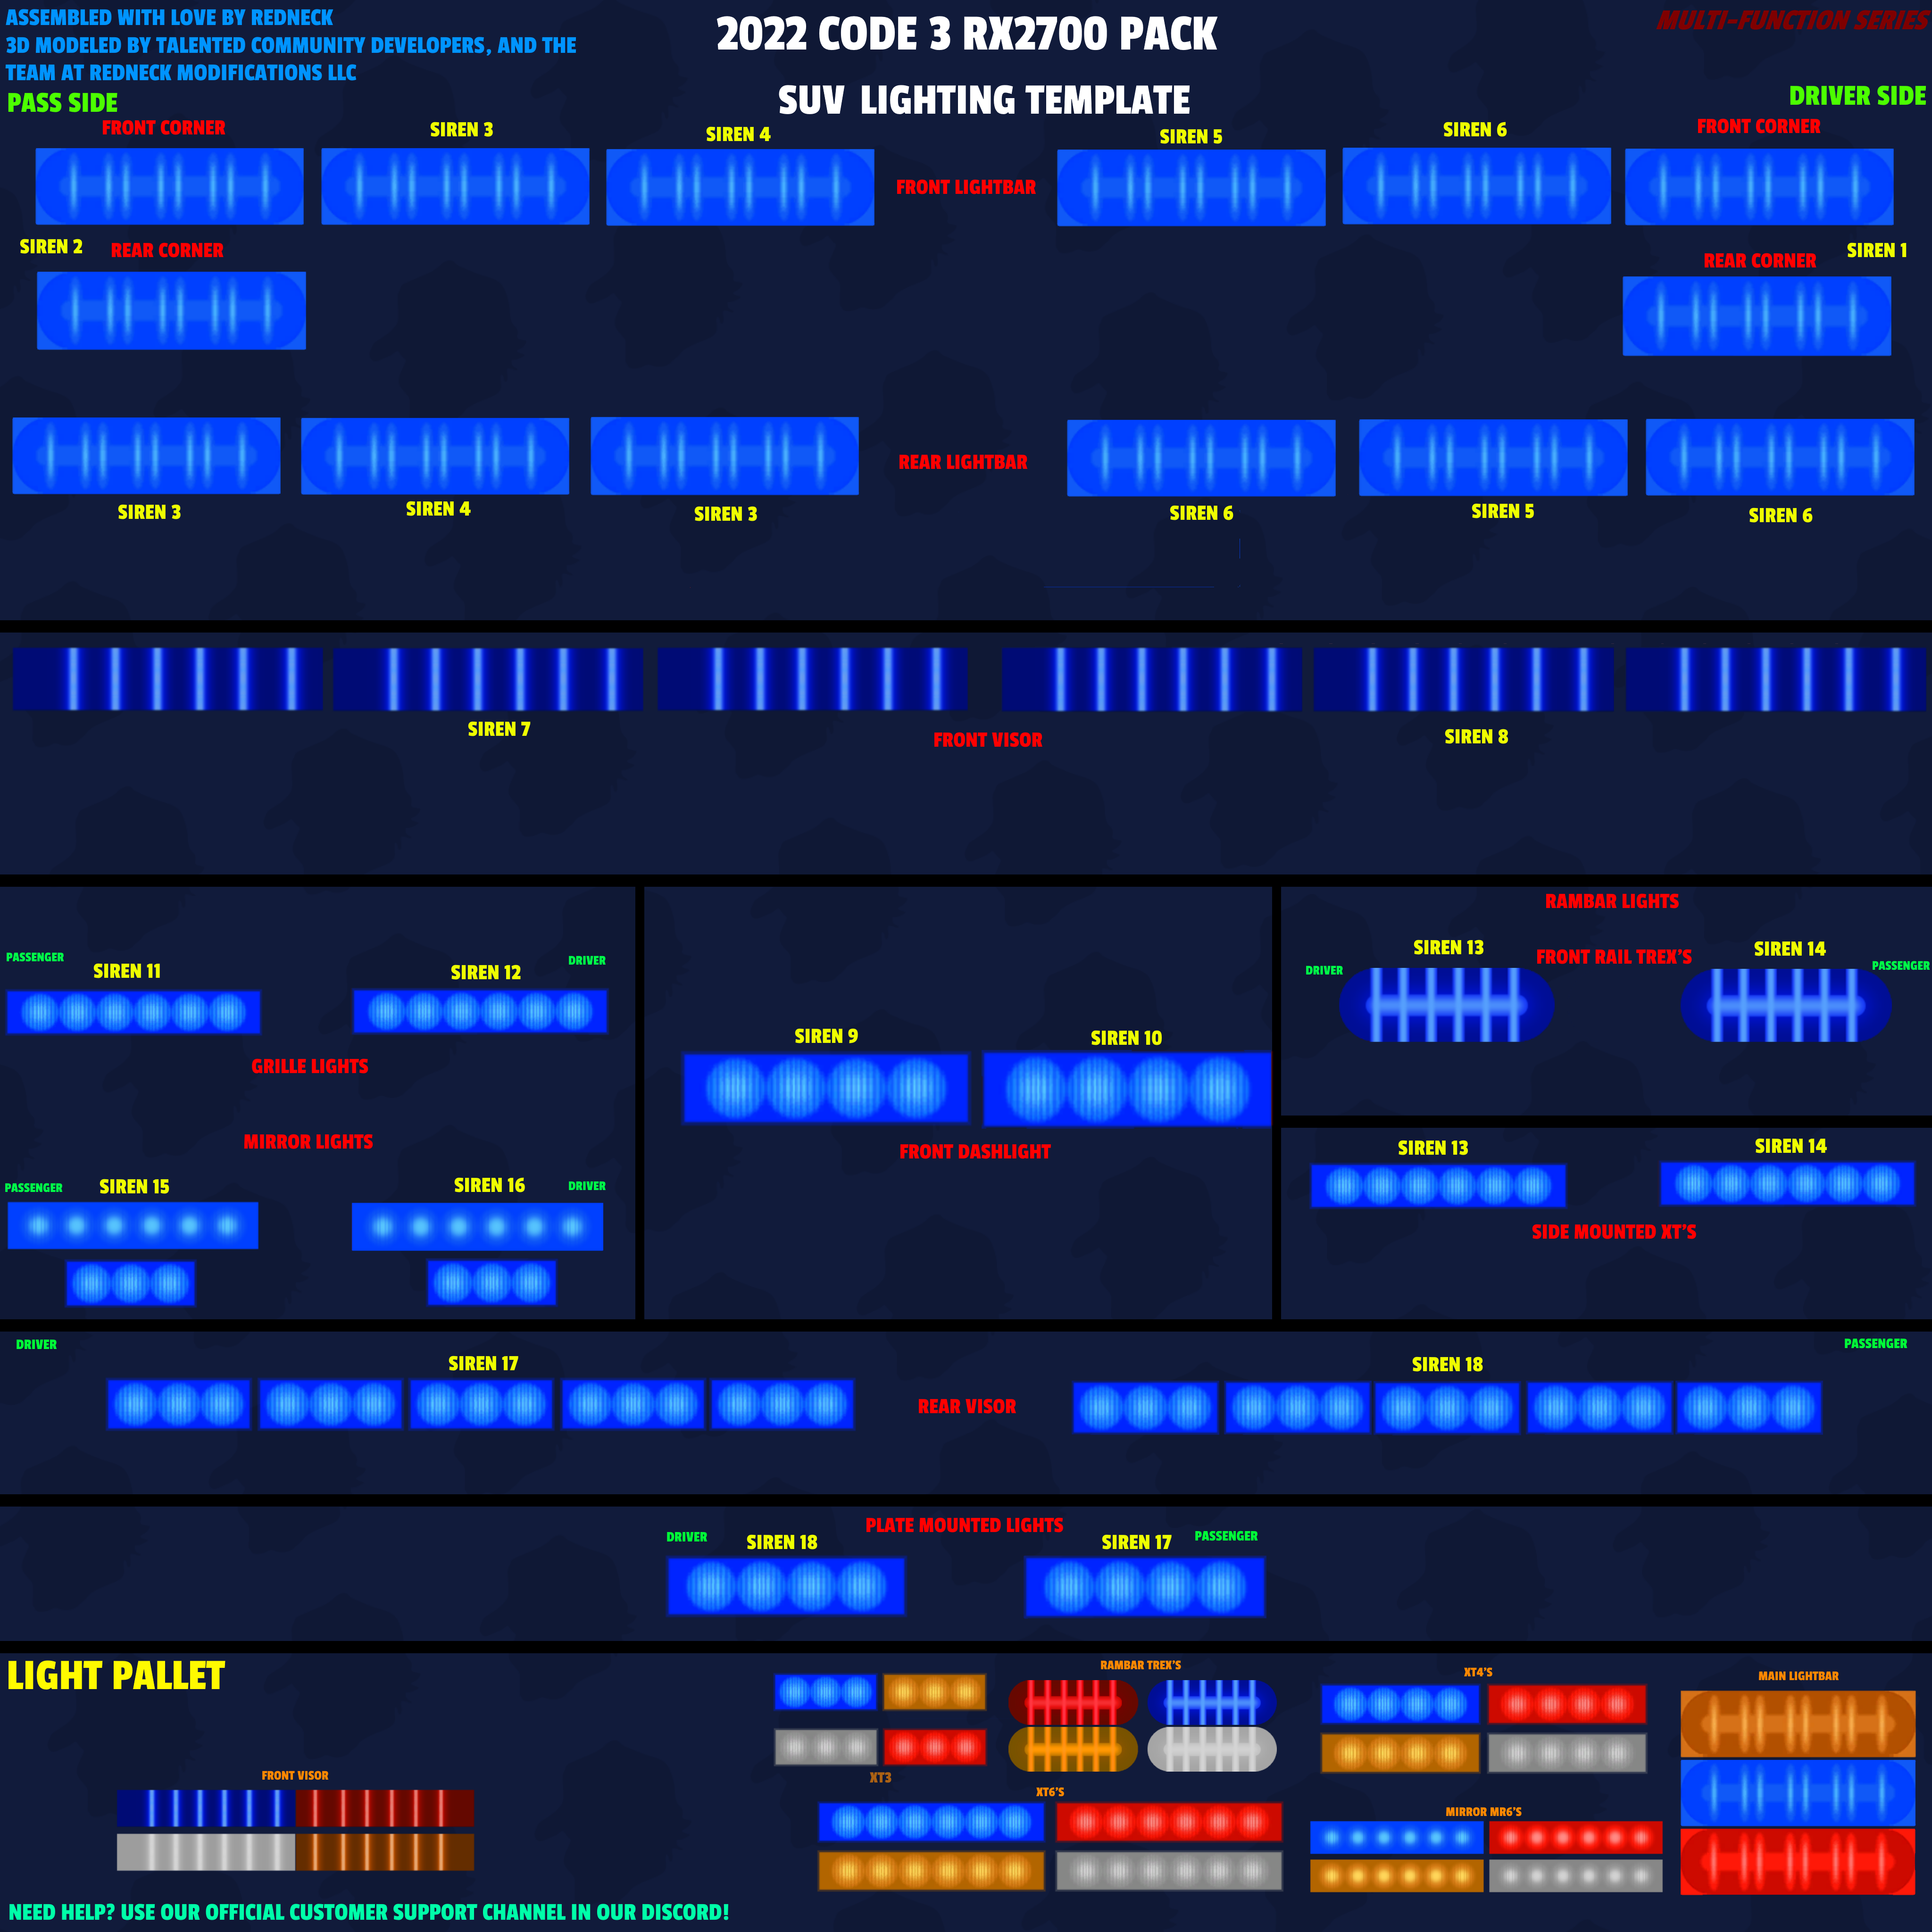 ASSEMBLED WITH LOVE BY REDNECK
3D MODELED BY TALENTED COMMUNITY DEVELOPERS, AND THE
TEAM AT REDNECK MODIFICATIONS LLC
2022 CODE 3 RX2700 PACK
MULTI-FUNCTION SERIES
SUV LIGHTING TEMPLATE
PASS SIDE
DRIVER SIDE
FRONT CORNER
SIREN 3
SIREN 4
SIREN 5
SIREN 6
FRONT CORNER
FRONT LIGHTBAR
SIREN 2
REAR CORNER
REAR CORNER
SIREN 1
REAR LIGHTBAR
SIREN 3
SIREN 4
SIREN 3
SIREN 6
SIREN 5
SIREN 6
SIREN 7
FRONT VISOR
SIREN 8
PASSENGER
SIREN 11
SIREN 12
DRIVER
GRILLE LIGHTS
MIRROR LIGHTS
PASSENGER
SIREN 15
SIREN 16
DRIVER
SIREN 9
SIREN 10
FRONT DASHLIGHT
RAMBAR LIGHTS
DRIVER
SIREN 13
FRONT RAIL TREX'S
SIREN 14
PASSENGER
SIREN 13
SIREN 14
SIDE MOUNTED XT'S
DRIVER
SIREN 17
REAR VISOR
SIREN 18
PASSENGER
PLATE MOUNTED LIGHTS
DRIVER
SIREN 18
SIREN 17
PASSENGER
LIGHT PALLET
FRONT VISOR
XT3
RAMBAR TREX'S
XT6'S
XT4'S
MIRROR MR6'S
MAIN LIGHTBAR
NEED HELP? USE OUR OFFICIAL CUSTOMER SUPPORT CHANNEL IN OUR DISCORD!